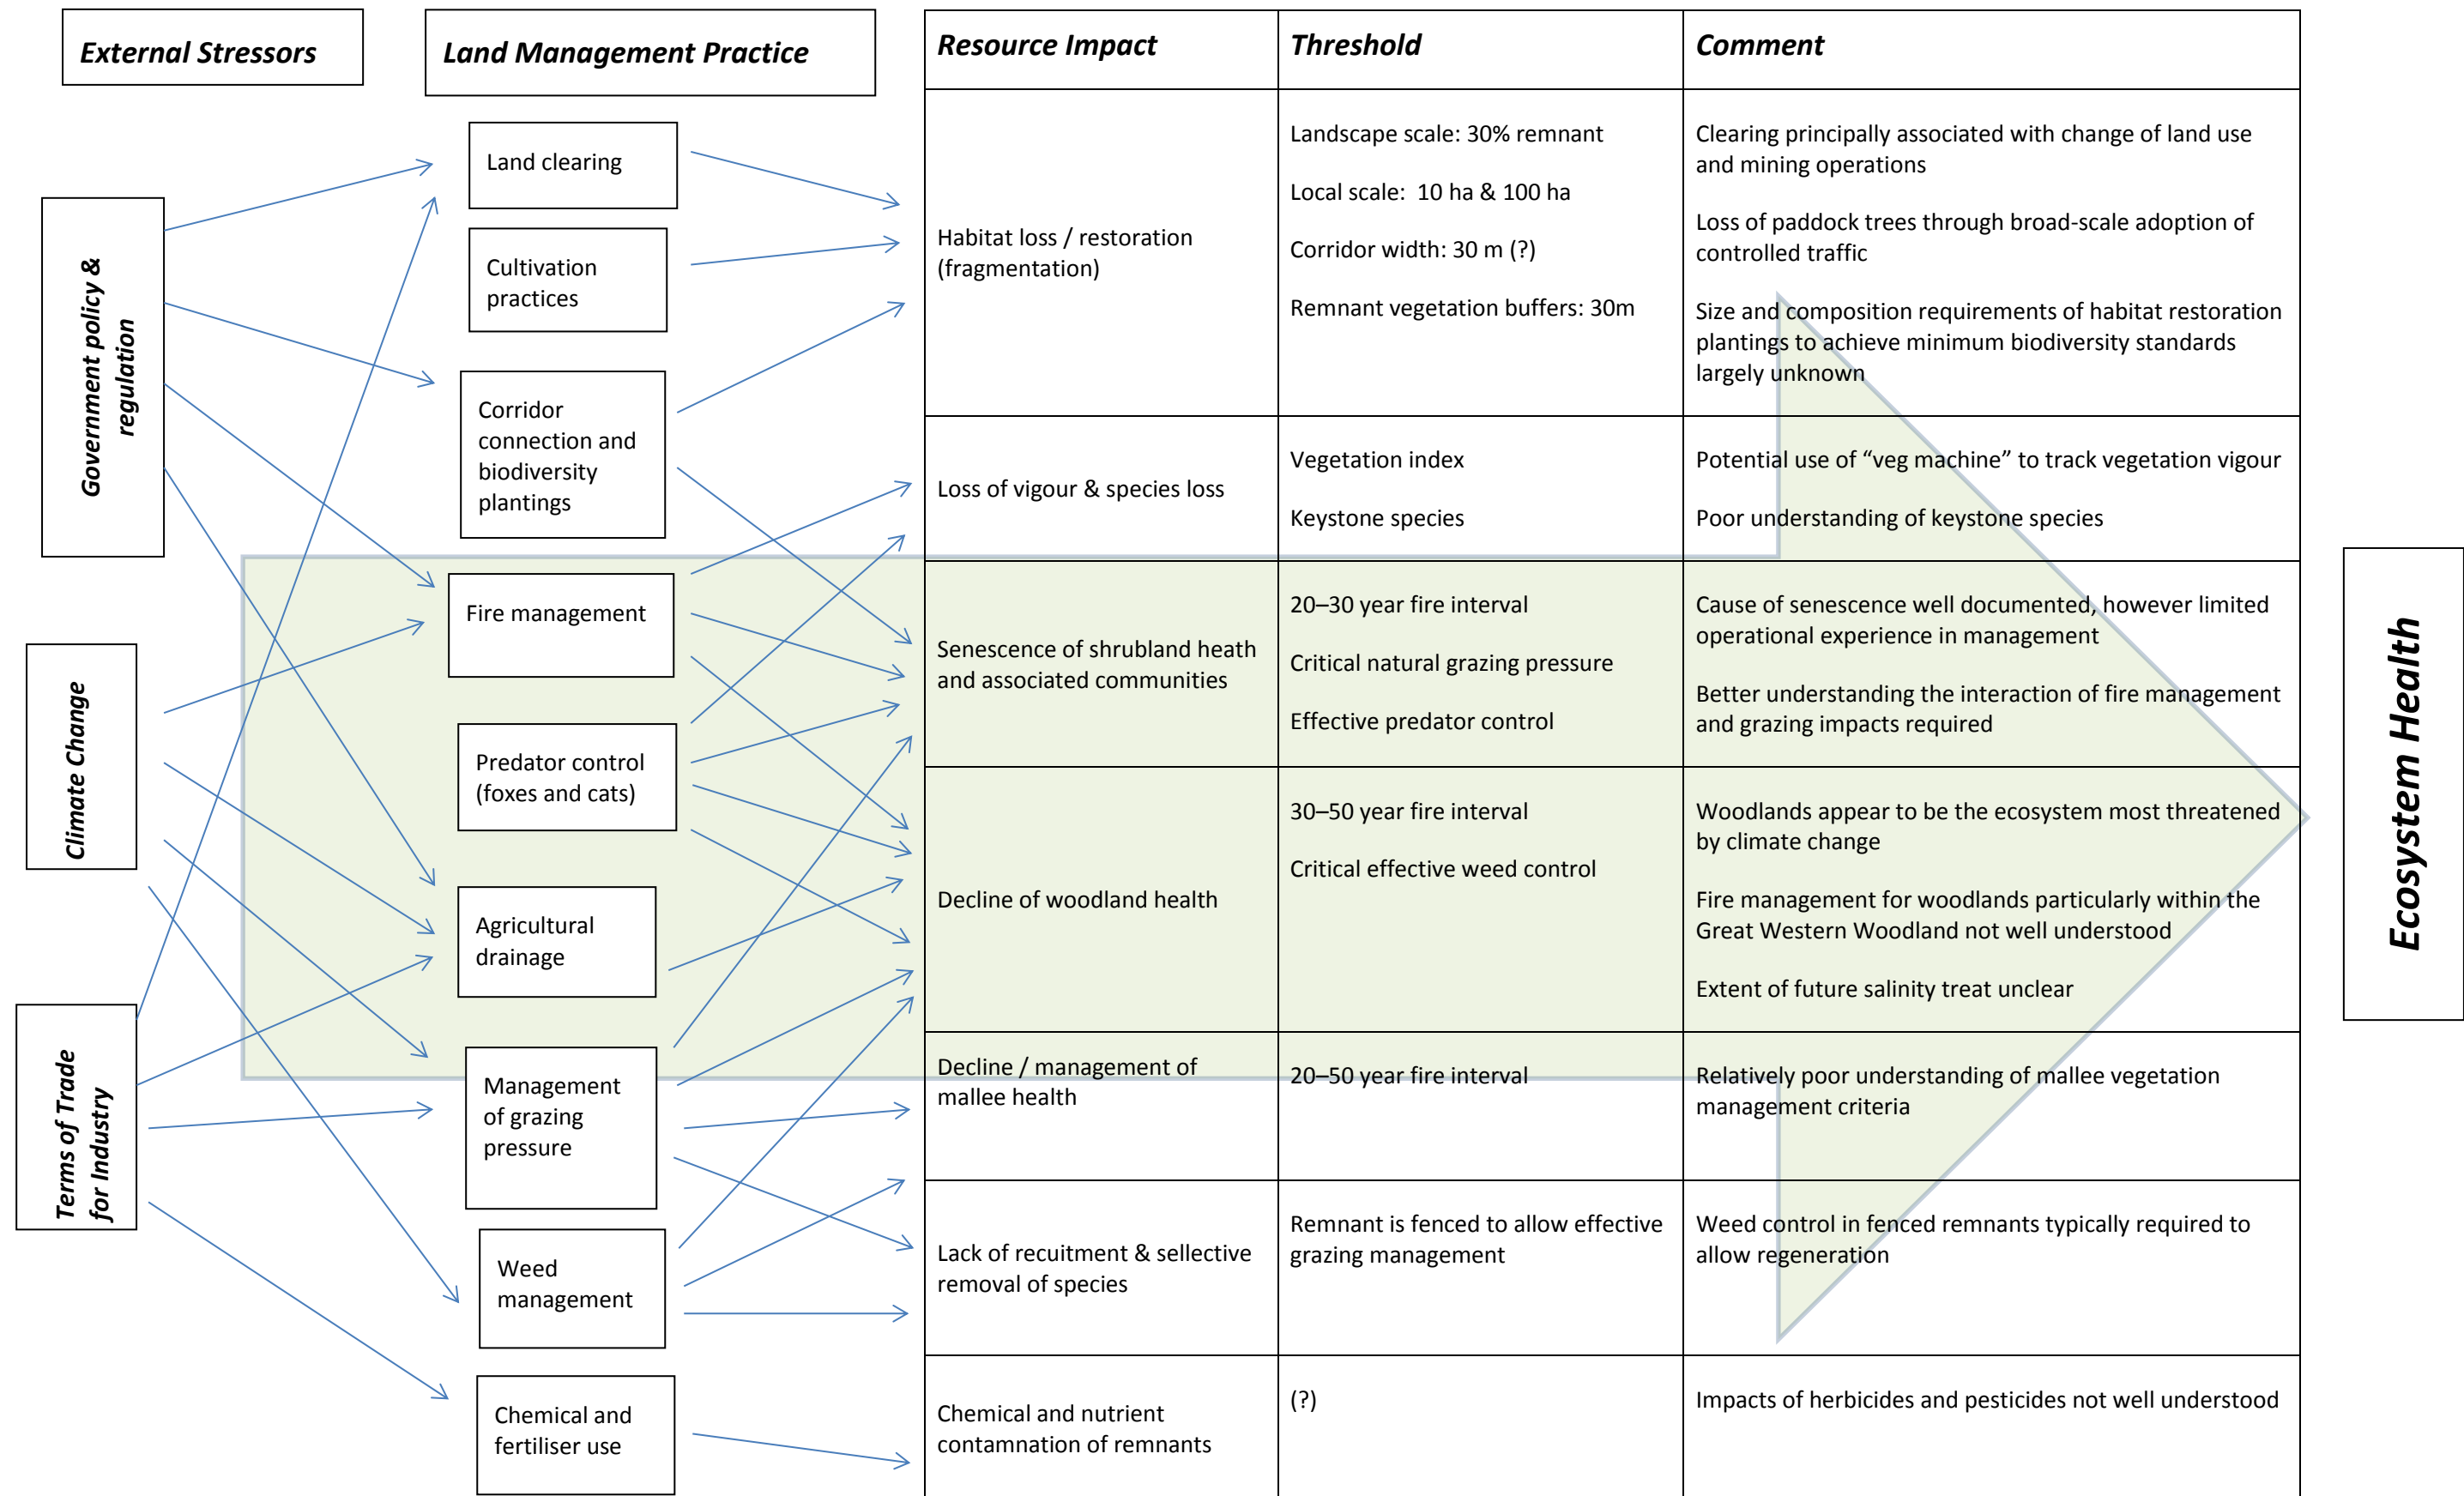 External Stressors
Land Management Practice
Resource Impact
Threshold
Comment
Government policy &
regulation
Climate Change
Terms of Trade
for Industry
Land clearing
Cultivation
practices
Corridor
connection and
biodiversity
plantings
Fire management
Predator control
(foxes and cats)
Agricultural
drainage
Management
of grazing
pressure
Weed
management
Chemical and
fertiliser use
Habitat loss / restoration
(fragmentation)
Landscape scale: 30% remnant
Local scale:  10 ha & 100 ha
Corridor width: 30 m (?)
Remnant vegetation buffers: 30m
Clearing principally associated with change of land use
and mining operations
Loss of paddock trees through broad-scale adoption of
controlled traffic
Size and composition requirements of habitat restoration
plantings to achieve minimum biodiversity standards
largely unknown
Loss of vigour & species loss
Vegetation index
Keystone species
Potential use of “veg machine” to track vegetation vigour
Poor understanding of keystone species
Senescence of shrubland heath
and associated communities
20–30 year fire interval
Critical natural grazing pressure
Effective predator control
Cause of senescence well documented, however limited
operational experience in management
Better understanding the interaction of fire management
and grazing impacts required
Decline of woodland health
30–50 year fire interval
Critical effective weed control
Woodlands appear to be the ecosystem most threatened
by climate change
Fire management for woodlands particularly within the
Great Western Woodland not well understood
Extent of future salinity treat unclear
Decline / management of
mallee health
20–50 year fire interval
Relatively poor understanding of mallee vegetation
management criteria
Lack of recuitment & sellective
removal of species
Remnant is fenced to allow effective
grazing management
Weed control in fenced remnants typically required to
allow regeneration
Chemical and nutrient
contamnation of remnants
(?)
Impacts of herbicides and pesticides not well understood
Ecosystem Health